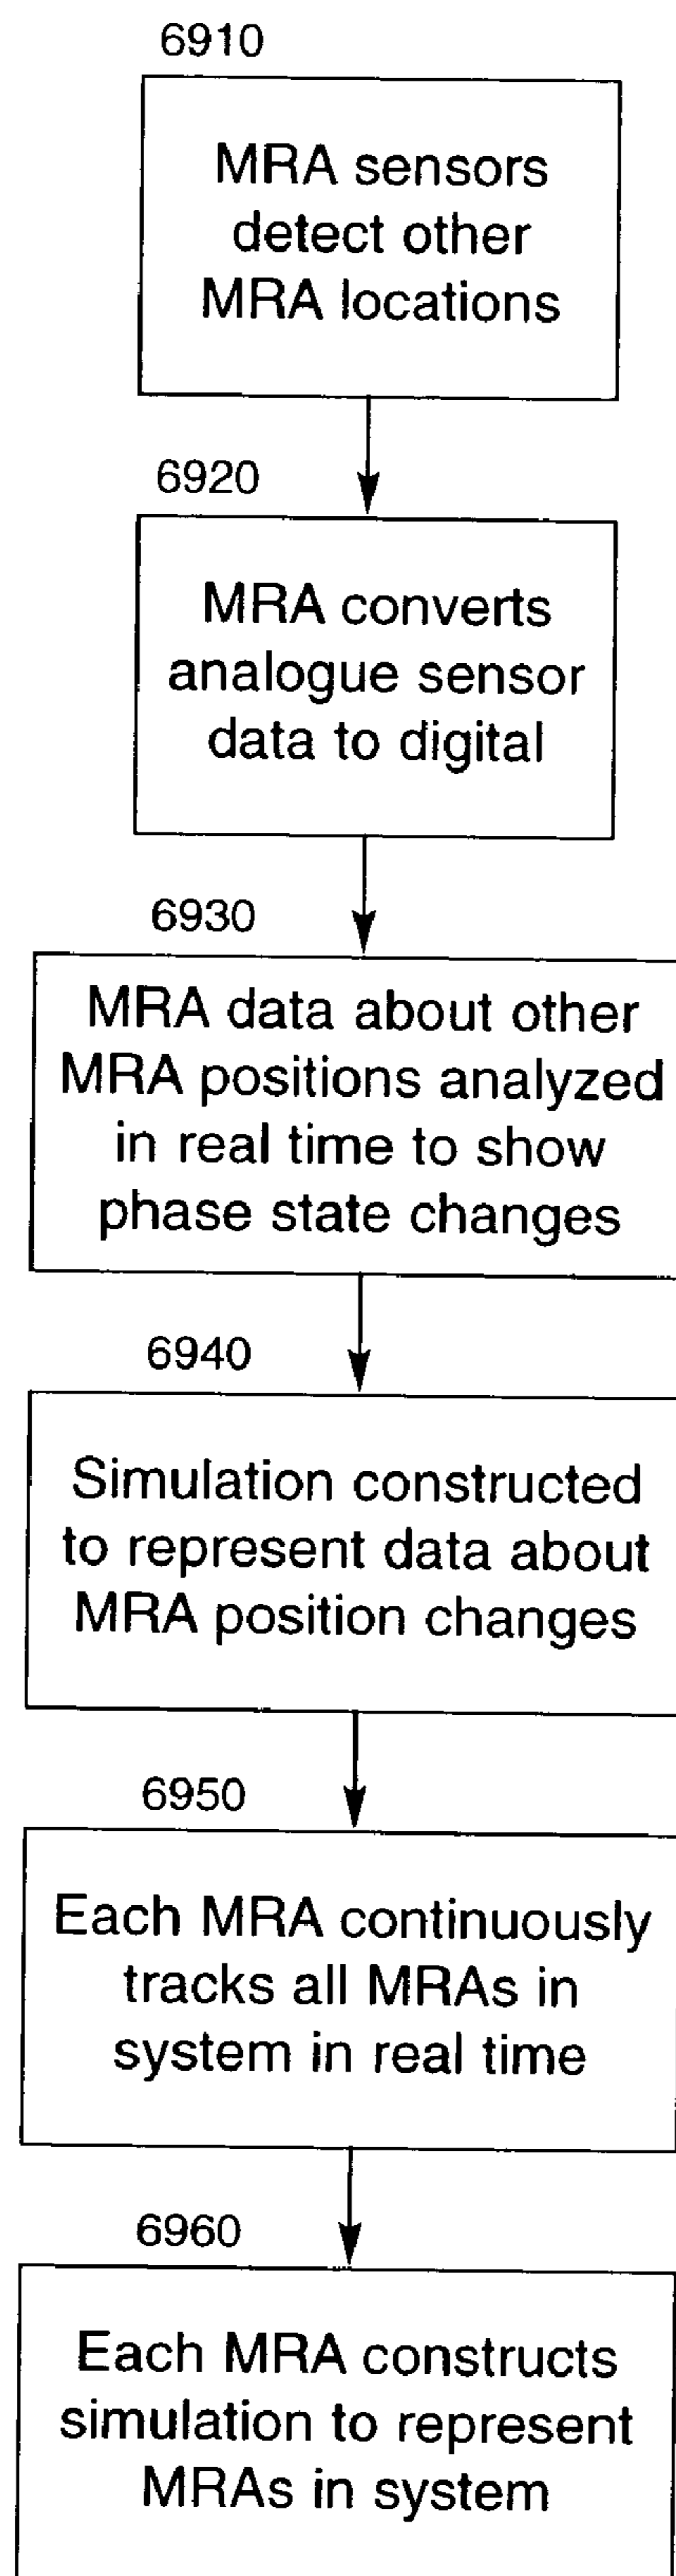 6910
MRA sensors
detect other
MRA locations
6920
MRA converts
analogue sensor
data to digital
6930
MRA data about other
MRA positions analyzed
in real time to show
phase state changes
6940
Simulation constructed
to represent data about
MRA position changes
6950
Each MRA continuously
tracks all MRAs in
system in real time
6960
Each MRA constructs
simulation to represent
MRAs in system